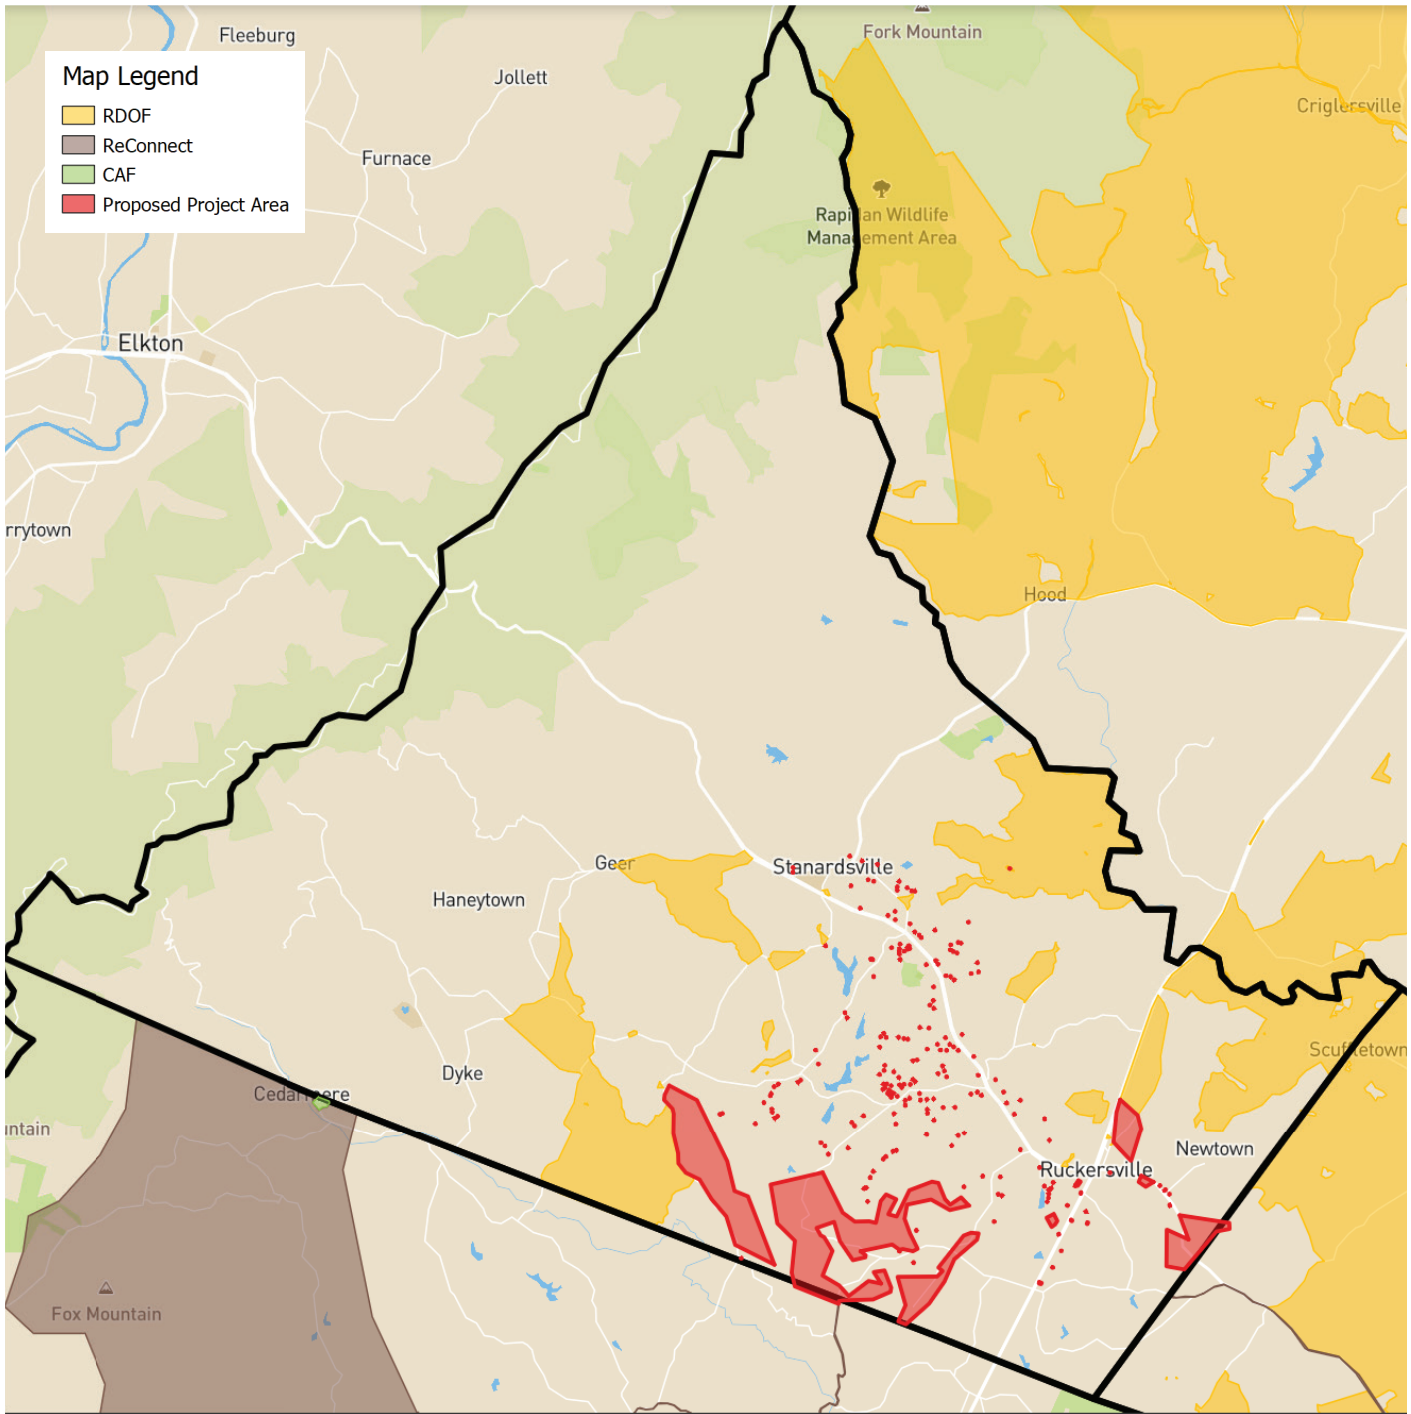 Fleeburg
Fork Mountain
Map Legend
RDOF
ReConnect
CAF
Proposed Project Area
Jollett
Criglersville
Furnace
Rapidan Wildlife
Management Area
Elkton
rrytown
Hood
Geer
Stanardsville
Haneytown
Scuffletown
Dyke
Cedarmere
untain
Newtown
Ruckersville
Fox Mountain